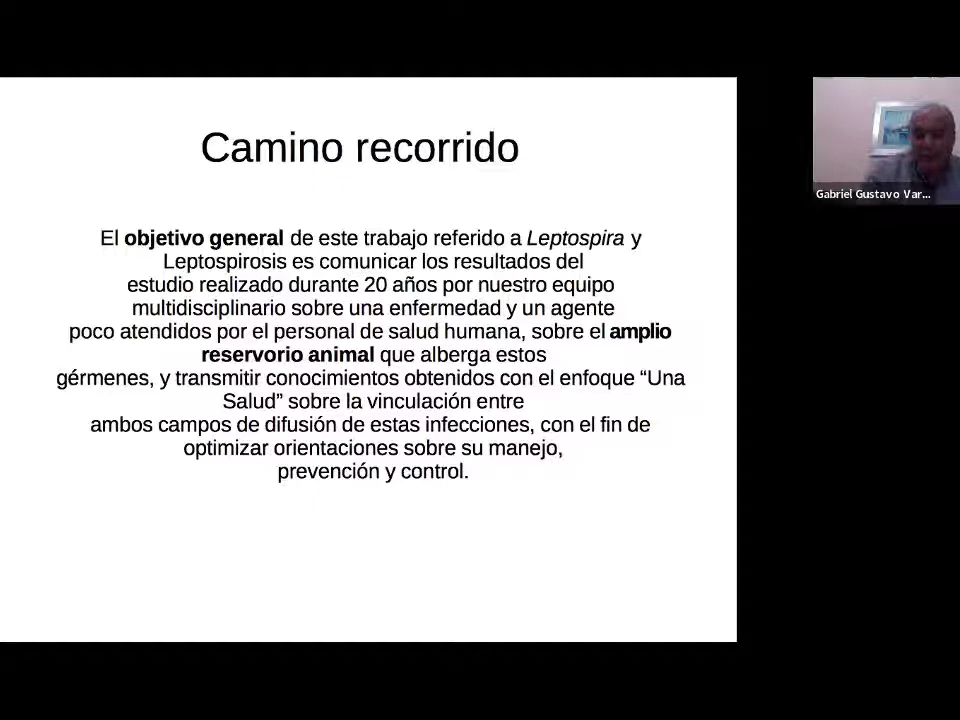 Camino recorrido
El objetivo general de este trabajo referido a Leptospira y
Leptospirosis es comunicar los resultados del
estudio realizado durante 20 años por nuestro equipo
multidisciplinario sobre una enfermedad y un agente
poco atendidos por el personal de salud humana, sobre el amplio
reservorio animal que alberga estos
gérmenes, y transmitir conocimientos obtenidos con el enfoque “Una
Salud” sobre la vinculación entre
ambos campos de difusión de estas infecciones, con el fin de
optimizar orientaciones sobre su manejo,
prevención y control.
Gabriel Gustavo Var...